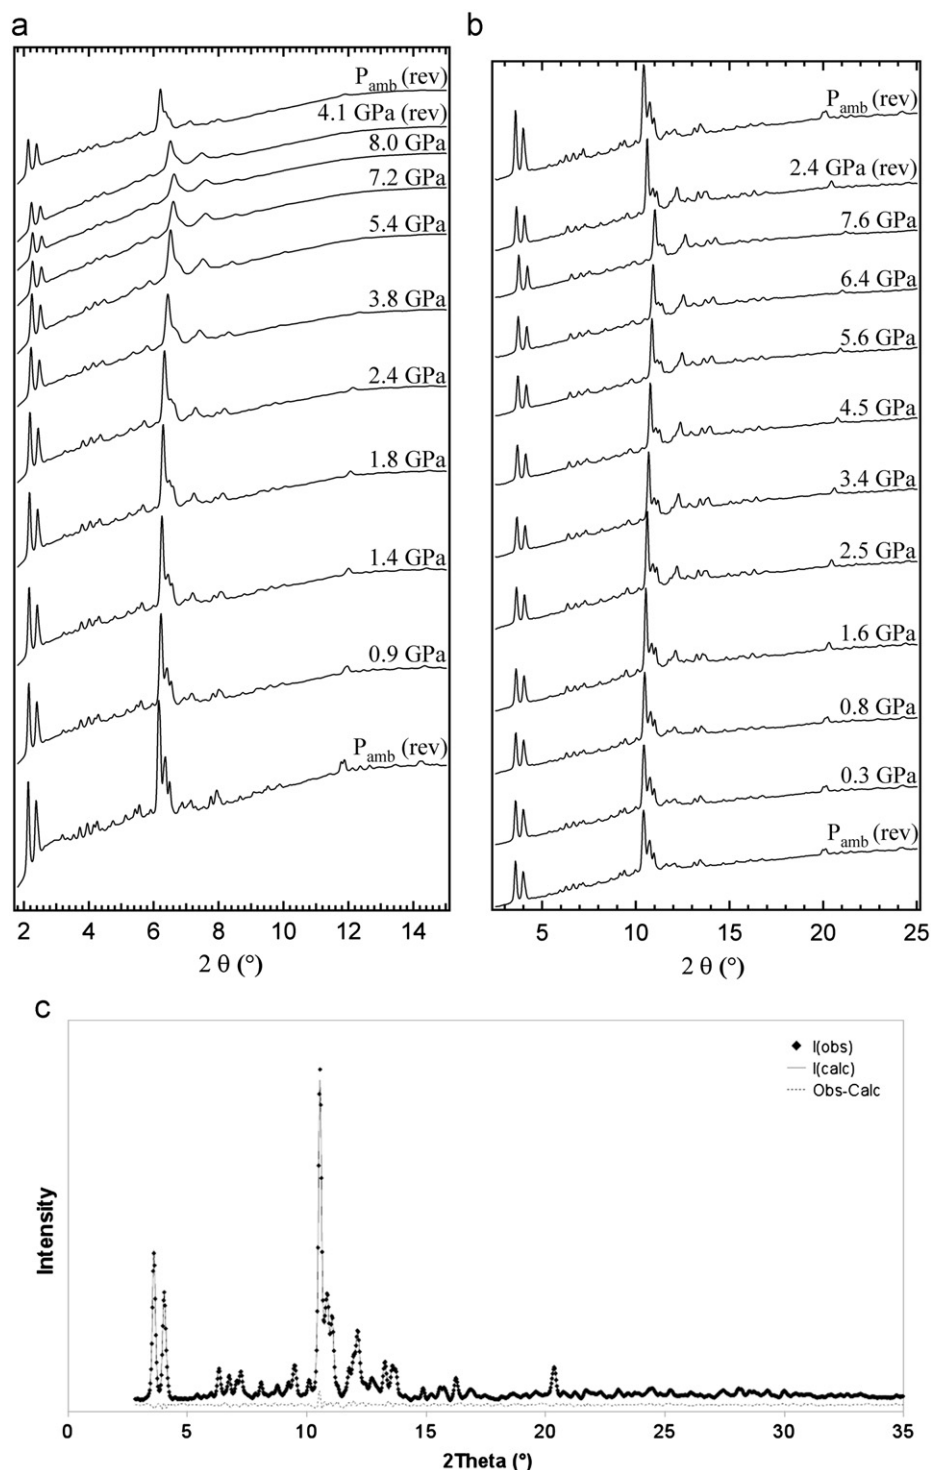 a
P_amb (rev)
4.1 GPa (rev)
8.0 GPa
7.2 GPa
5.4 GPa
3.8 GPa
2.4 GPa
1.8 GPa
1.4 GPa
0.9 GPa
P_amb (rev)
2 4 6 8 10 12 14
2 θ (°)
b
P_amb (rev)
2.4 GPa (rev)
7.6 GPa
6.4 GPa
5.6 GPa
4.5 GPa
3.4 GPa
2.5 GPa
1.6 GPa
0.8 GPa
0.3 GPa
P_amb (rev)
5 10 15 20 25
2 θ (°)
c
I(obs)
I(calc)
Obs-Calc
Intensity
0 5 10 15 20 25 30 35
2Theta (°)